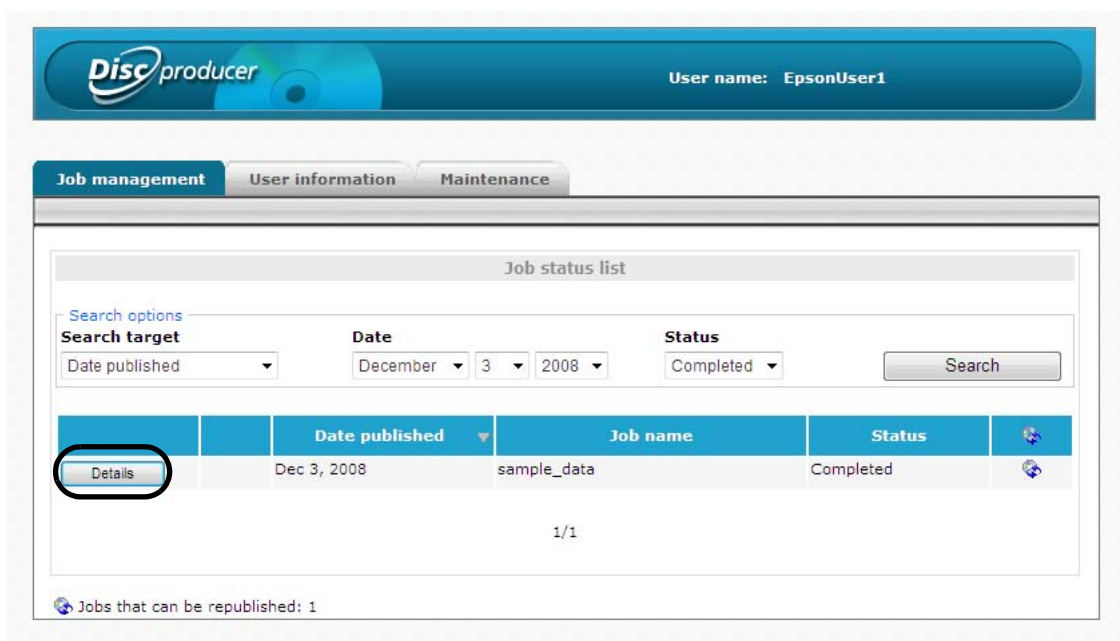 Disc producer
User name: EpsonUser1
Job management User information Maintenance
Job status list
Search options
Search target Date Status
Date published December 3 2008 Completed Search
Date published Job name Status
Details Dec 3, 2008 sample_data Completed
1/1
Jobs that can be republished: 1